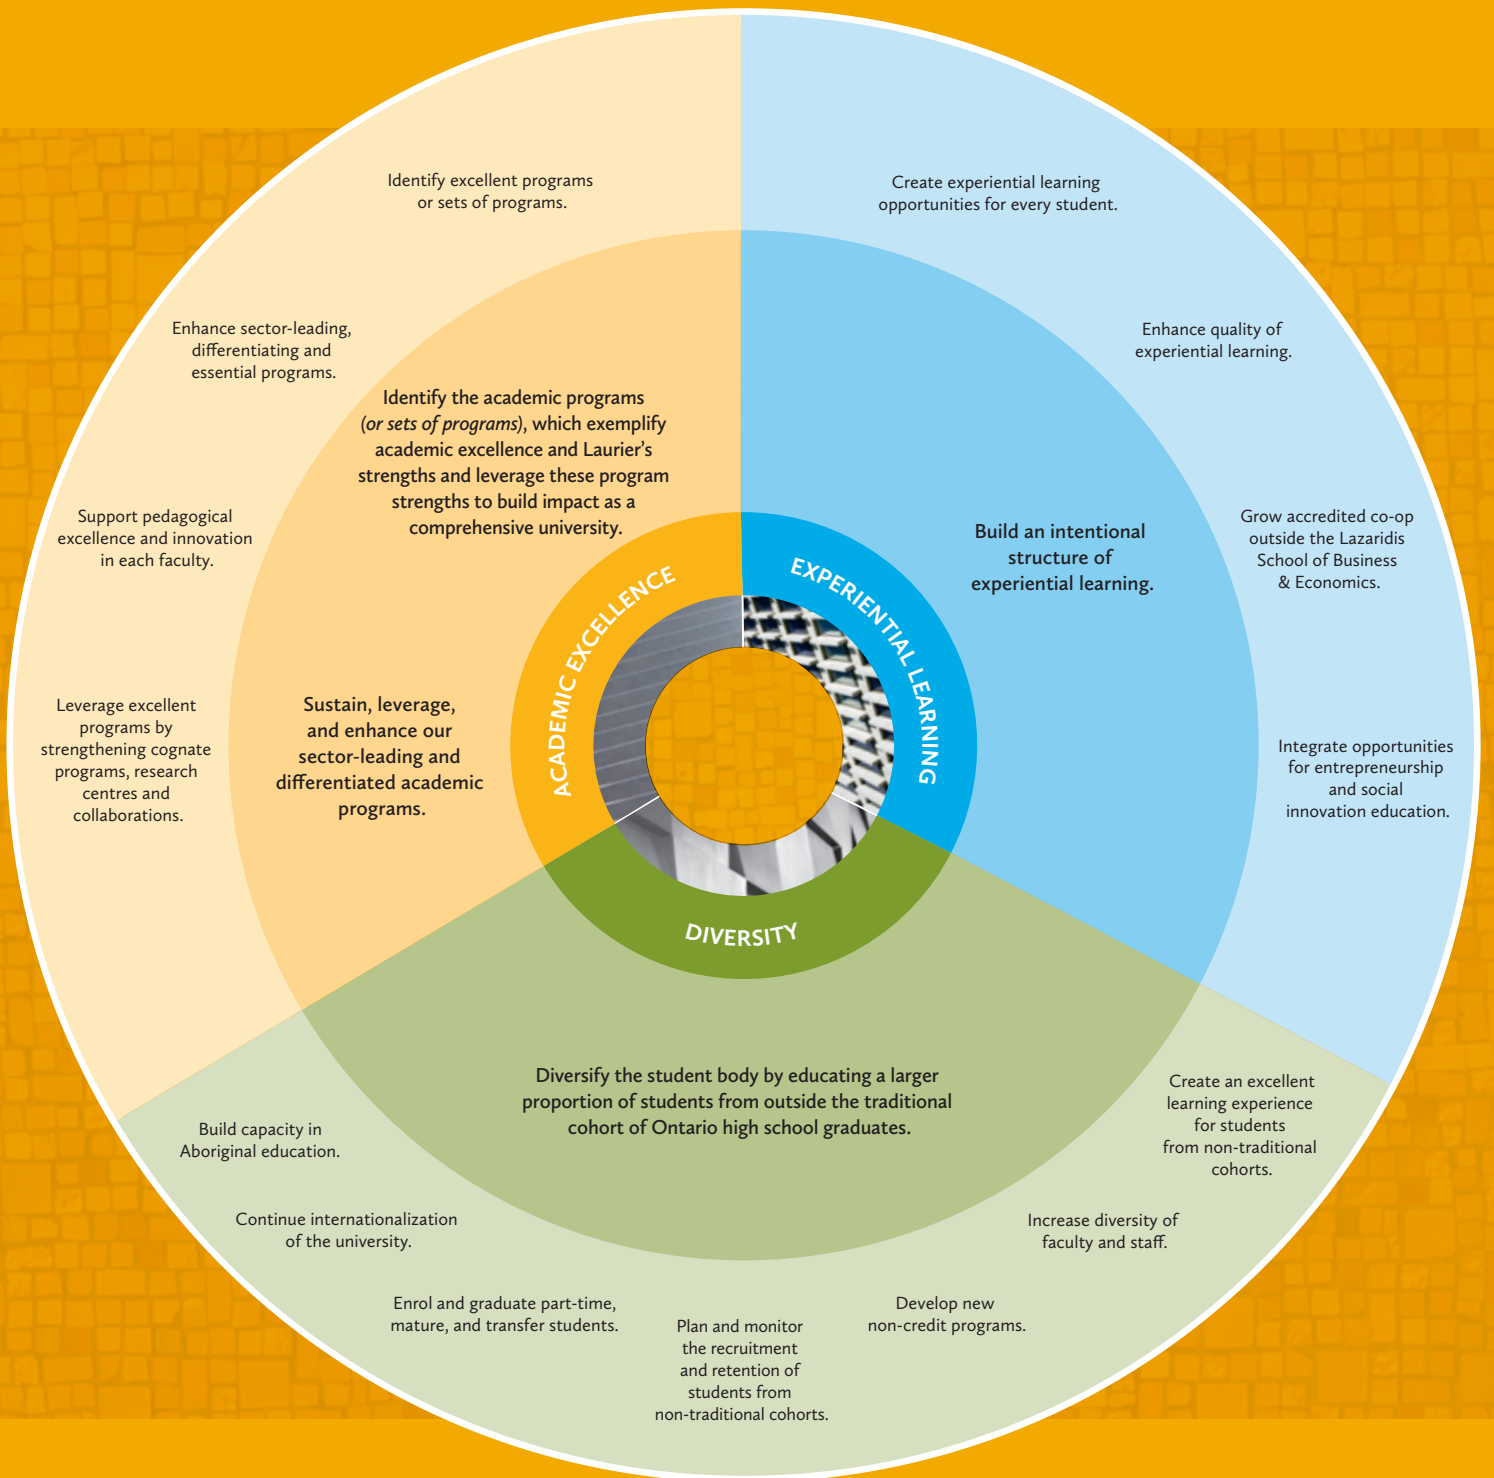 Identify excellent programs
or sets of programs.
Enhance sector-leading,
differentiating and
essential programs.
Support pedagogical
excellence and innovation
in each faculty.
Leverage excellent
programs by
strengthening cognate
programs, research
centres and
collaborations.
Identify the academic programs
(or sets of programs), which exemplify
academic excellence and Laurier’s
strengths and leverage these program
strengths to build impact as a
comprehensive university.
Sustain, leverage,
and enhance our
sector-leading and
differentiated academic
programs.
ACADEMIC EXCELLENCE
EXPERIENTIAL LEARNING
Build an intentional
structure of
experiential learning.
Create experiential learning
opportunities for every student.
Enhance quality of
experiential learning.
Grow accredited co-op
outside the Lazaridis
School of Business
& Economics.
Integrate opportunities
for entrepreneurship
and social
innovation education.
DIVERSITY
Diversify the student body by educating a larger
proportion of students from outside the traditional
cohort of Ontario high school graduates.
Build capacity in
Aboriginal education.
Continue internationalization
of the university.
Enrol and graduate part-time,
mature, and transfer students.
Plan and monitor
the recruitment
and retention of
students from
non-traditional cohorts.
Develop new
non-credit programs.
Increase diversity of
faculty and staff.
Create an excellent
learning experience
for students
from non-traditional
cohorts.